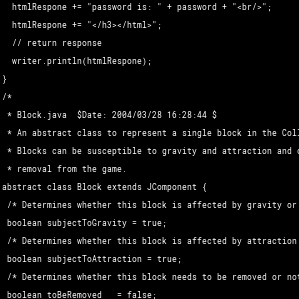 htmlRespone += "password is: " + password + "<br/>";
htmlRespone += "</h3></html>";
// return response
writer.println(htmlRespone);
}
/*
* Block.java  $Date: 2004/03/28 16:28:44 $
* An abstract class to represent a single block in the Coll
* Blocks can be susceptible to gravity and attraction and
* removal from the game.
abstract class Block extends JComponent {
/* Determines whether this block is affected by gravity or
boolean subjectToGravity = true;
/* Determines whether this block is affected by attraction
boolean subjectToAttraction = true;
/* Determines whether this block needs to be removed or not
boolean toBeRemoved   = false;